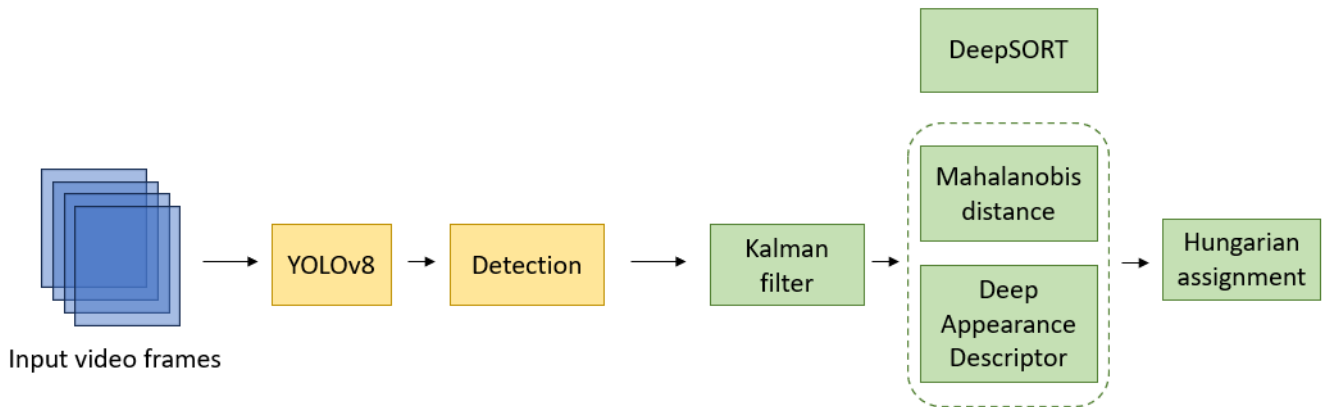 DeepSORT
Mahalanobis
distance
YOLOv8
Detection
Kalman
filter
Hungarian
assignment
Deep
Appearance
Descriptor
Input video frames